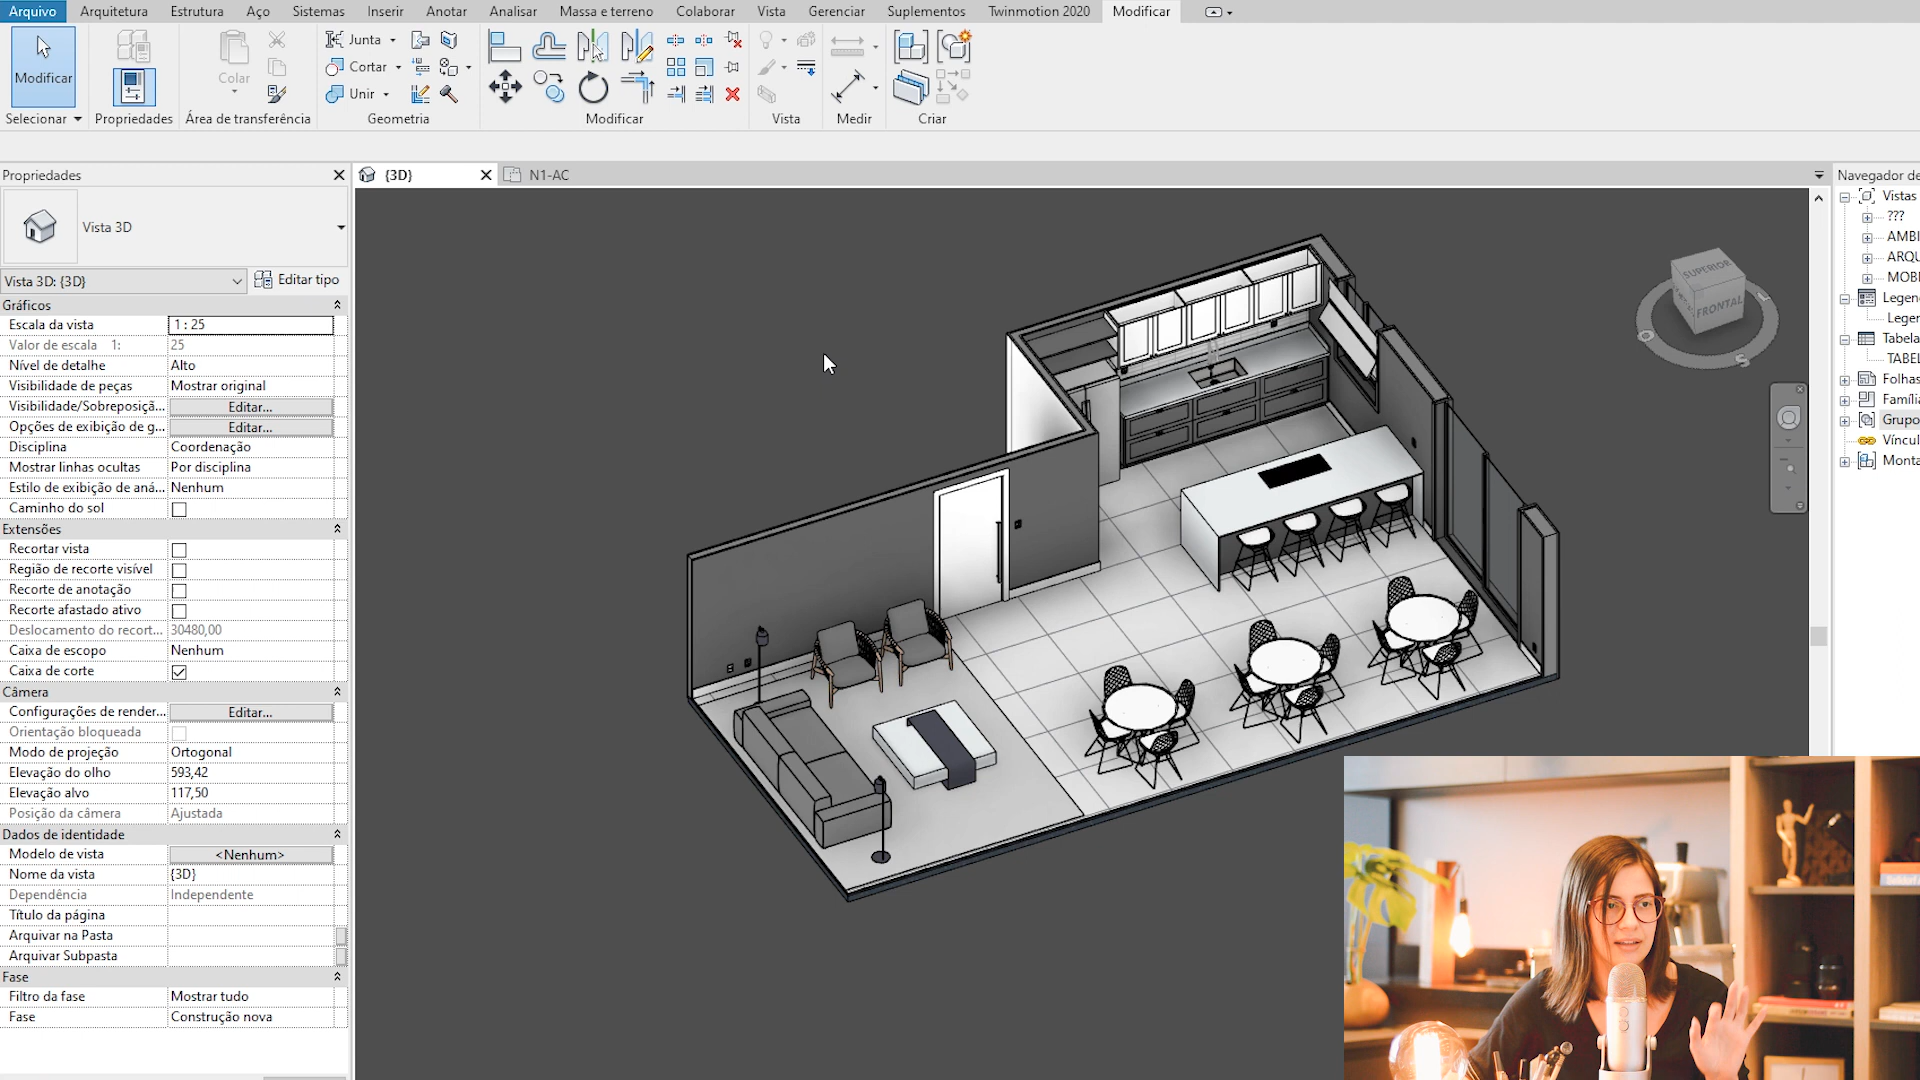 Arquivo Arquitetura Estrutura Aço Sistemas Inserir Anotar Analisar Massa e terreno Colaborar Vista Gerenciar Suplementos Twinmotion 2020 Modificar
Modificar
Colar
Junta
Cortar
Unir
Selecionar Propriedades Área de transferência Geometria Modificar Vista Medir Criar
Propriedades
{3D}
N1-AC
Navegador de
Vista 3D
Vista 3D: {3D}
Editar tipo
Gráficos
Escala da vista 1 : 25
Valor de escala 1: 25
Nível de detalhe Alto
Visibilidade de peças Mostrar original
Visibilidade/Sobreposiçã... Editar...
Opções de exibição de g... Editar...
Disciplina Coordenação
Mostrar linhas ocultas Por disciplina
Estilo de exibição de aná... Nenhum
Caminho do sol
Extensões
Recortar vista
Região de recorte visível
Recorte de anotação
Recorte afastado ativo
Deslocamento do recort... 30480,00
Caixa de escopo Nenhum
Caixa de corte
Câmera
Configurações de render... Editar...
Orientação bloqueada
Modo de projeção Ortogonal
Elevação do olho 593,42
Elevação alvo 117,50
Posição da câmera Ajustada
Dados de identidade
Modelo de vista <Nenhum>
Nome da vista {3D}
Dependência Independente
Título da página
Arquivar na Pasta
Arquivar Subpasta
Fase
Filtro da fase Mostrar tudo
Fase Construção nova
SUPERIOR
FRONTAL
O
S
L
Vistas
???
AMBI
ARQU
MOBI
Legen
Legen
Tabela
TABEL
Folhas
Famíli
Grupo
Víncul
Monta